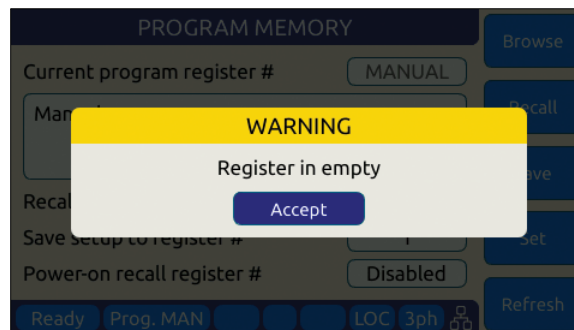 PROGRAM MEMORY
Browse
Current program register #
MANUAL
WARNING
Register in empty
Accept
Save setup to register #
1
Set
Power-on recall register #
Disabled
Refresh
Ready
Prog. MAN
LOC
3ph